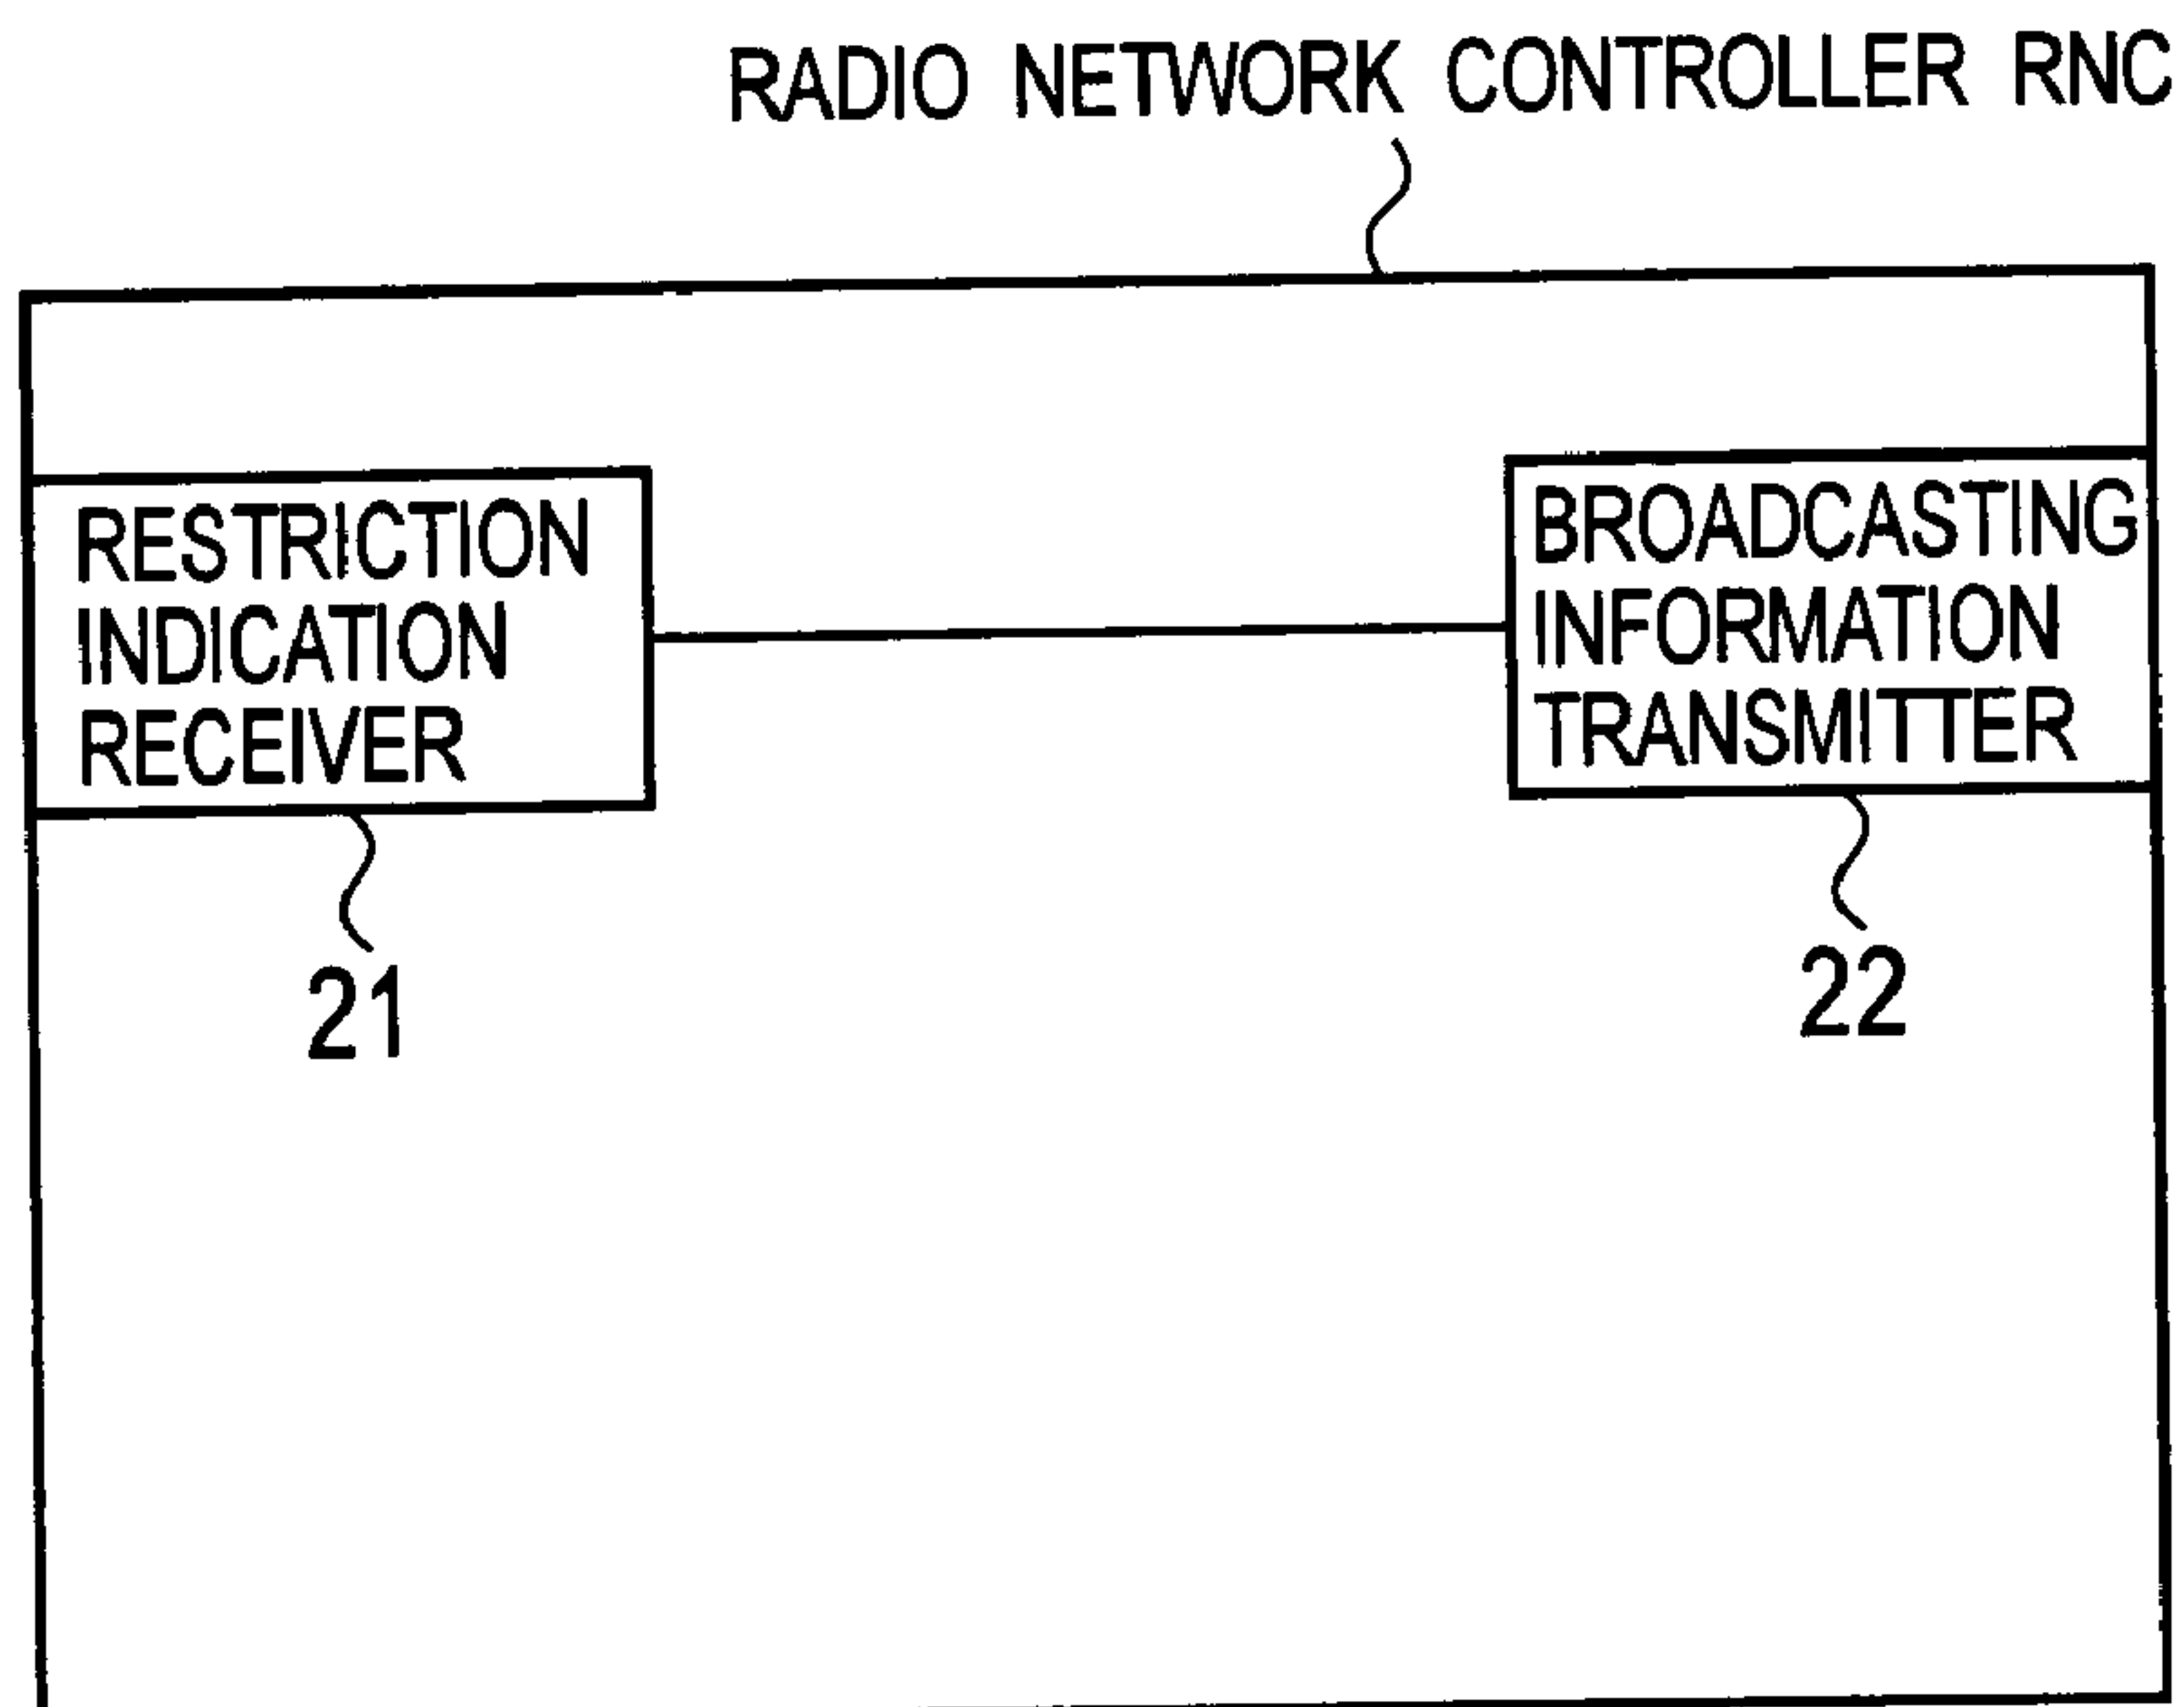 RADIO NETWORK CONTROLLER RNC
RESTRICTION
INDICATION
RECEIVER
BROADCASTING
INFORMATION
TRANSMITTER
21
22